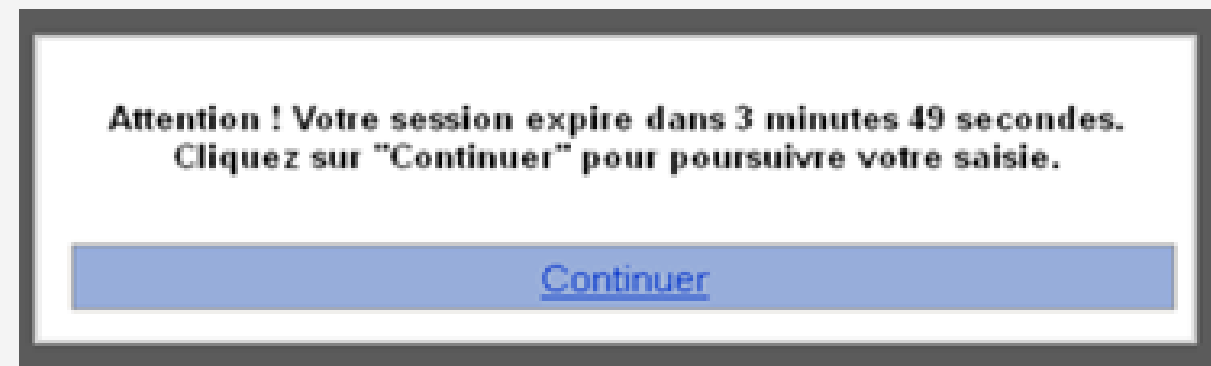 Attention ! Votre session expire dans 3 minutes 49 secondes.
Cliquez sur "Continuer" pour poursuivre votre saisie.
Continuer